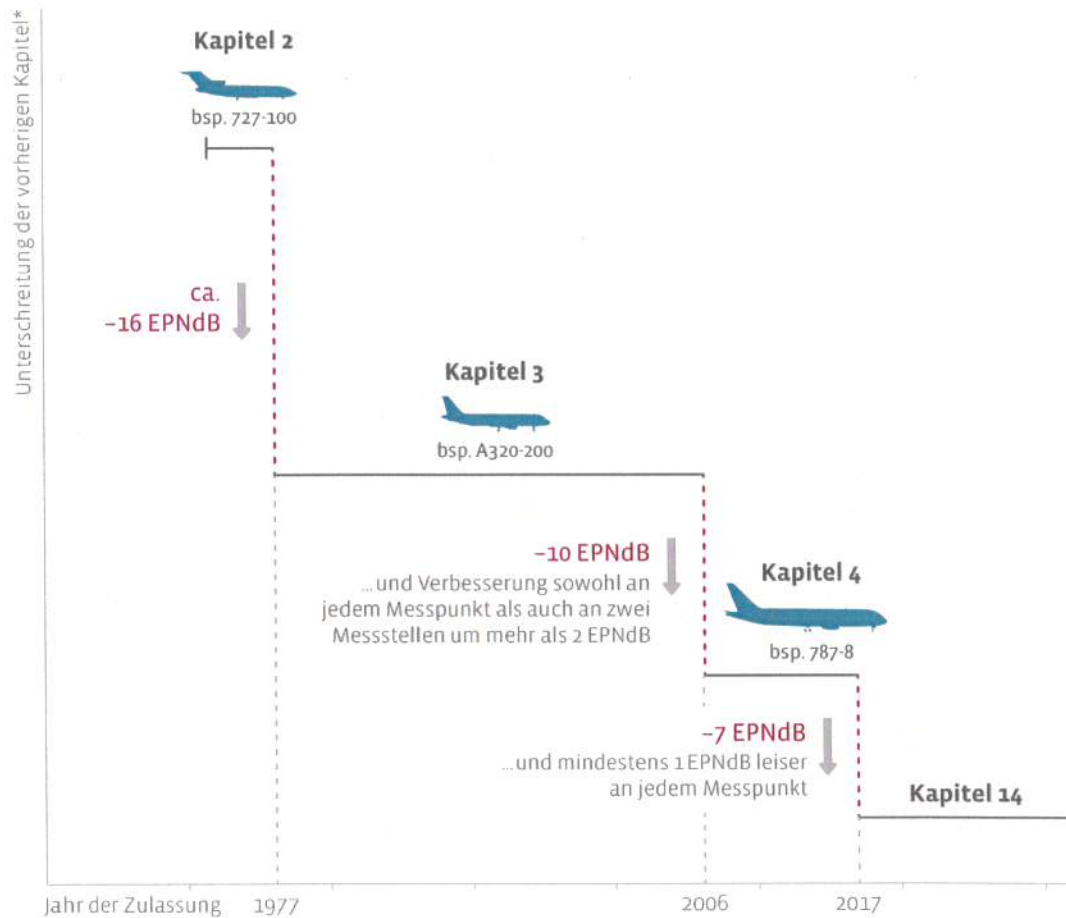 Unterschreitung der vorherigen Kapitel*
Kapitel 2
bsp. 727-100
ca.
–16 EPNdB
Kapitel 3
bsp. A320-200
–10 EPNdB
...und Verbesserung sowohl an
jedem Messpunkt als auch an zwei
Messstellen um mehr als 2 EPNdB
Kapitel 4
bsp. 787-8
–7 EPNdB
...und mindestens 1 EPNdB leiser
an jedem Messpunkt
Kapitel 14
Jahr der Zulassung 1977 2006 2017